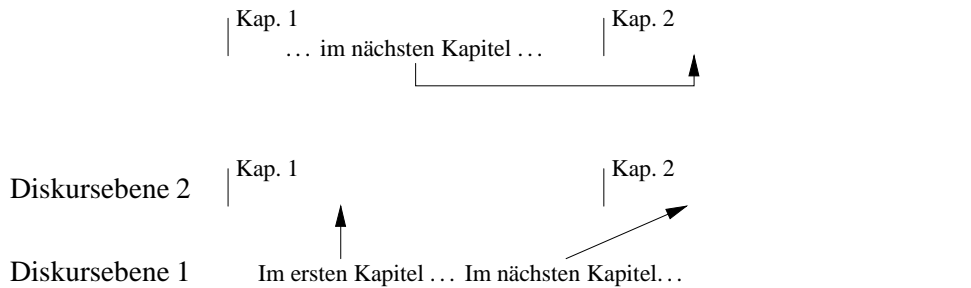 Kap. 1 Kap. 2
... im nächsten Kapitel ...
Kap. 1 Kap. 2
Diskursebene 2
Diskursebene 1 Im ersten Kapitel ... Im nächsten Kapitel...